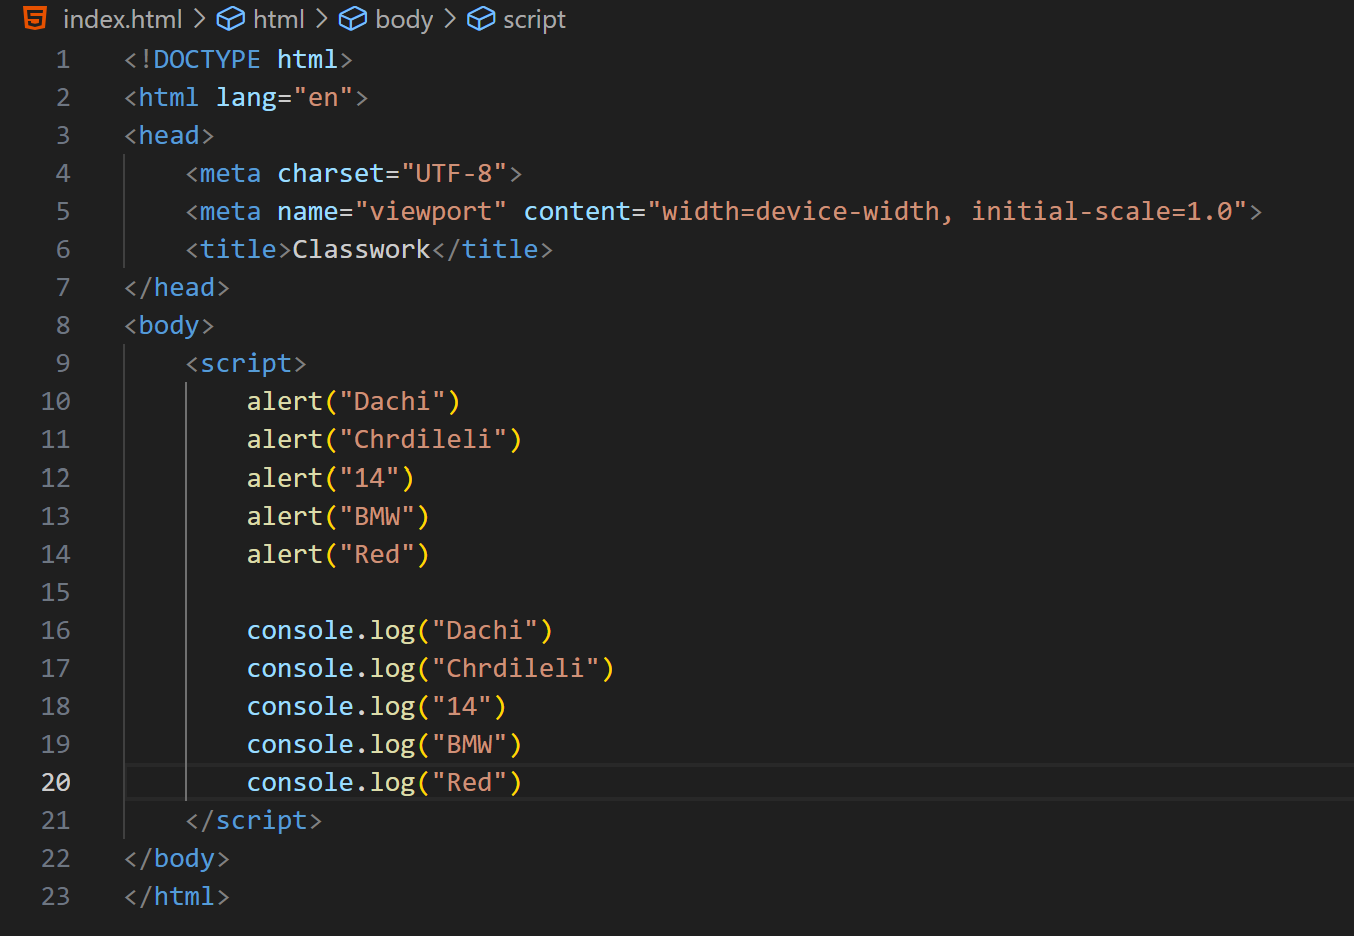 index.html > html > body > script
1 <!DOCTYPE html>
2 <html lang="en">
3 <head>
4     <meta charset="UTF-8">
5     <meta name="viewport" content="width=device-width, initial-scale=1.0">
6     <title>Classwork</title>
7 </head>
8 <body>
9     <script>
10         alert("Dachi")
11         alert("Chrdileli")
12         alert("14")
13         alert("BMW")
14         alert("Red")
15
16         console.log("Dachi")
17         console.log("Chrdileli")
18         console.log("14")
19         console.log("BMW")
20         console.log("Red")
21     </script>
22 </body>
23 </html>